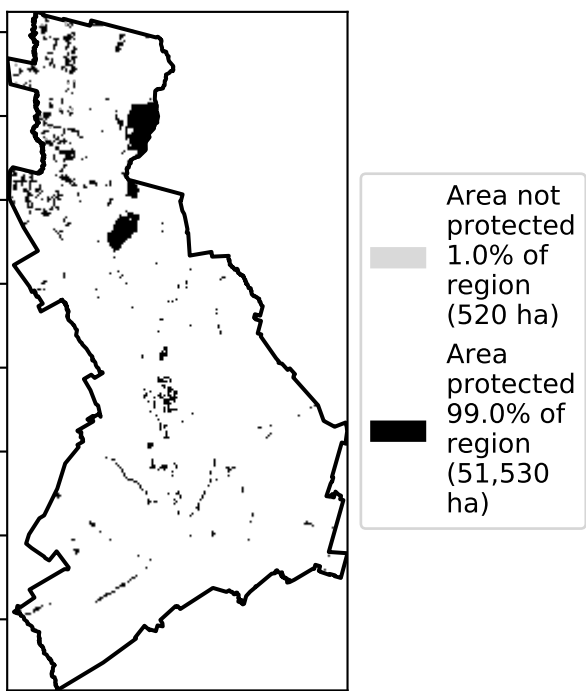 Area not
protected
1.0% of
region
(520 ha)
Area
protected
99.0% of
region
(51,530
ha)